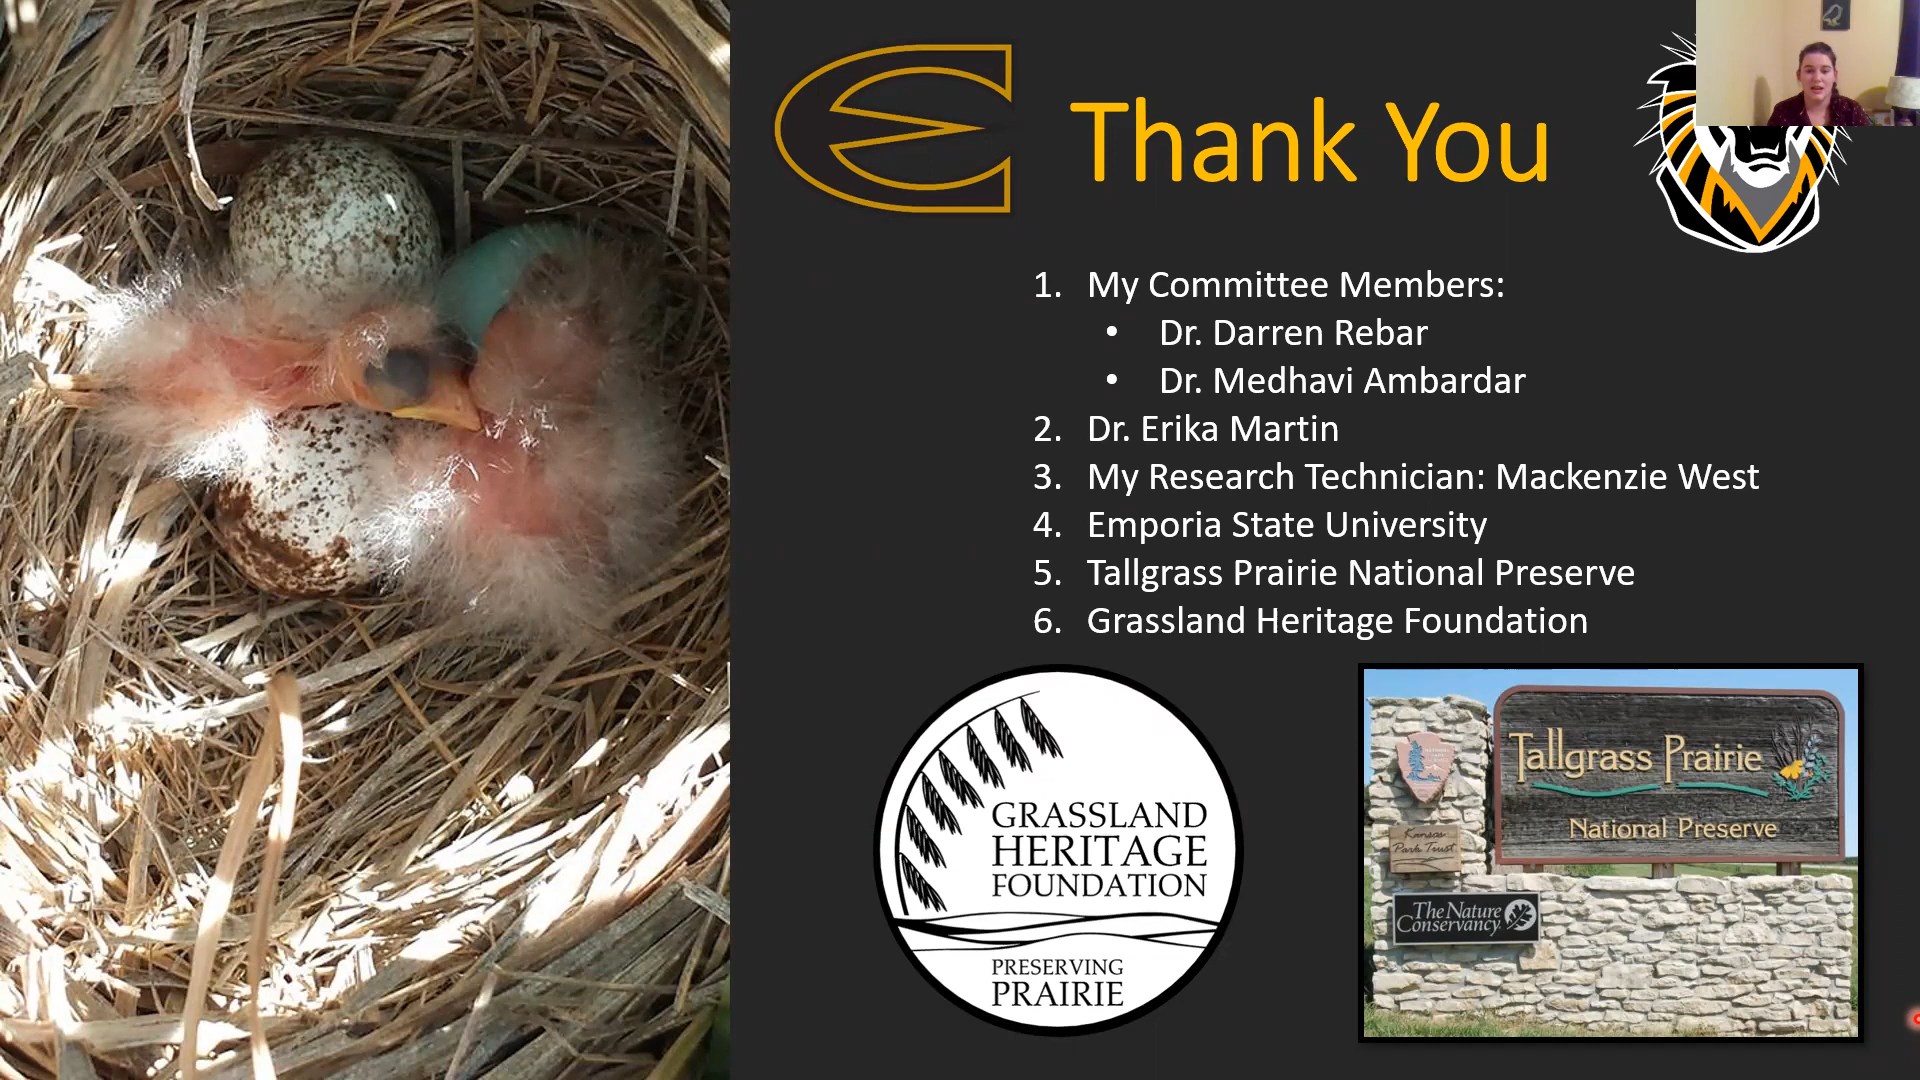 Thank You
1. My Committee Members:
• Dr. Darren Rebar
• Dr. Medhavi Ambardar
2. Dr. Erika Martin
3. My Research Technician: Mackenzie West
4. Emporia State University
5. Tallgrass Prairie National Preserve
6. Grassland Heritage Foundation
GRASSLAND
HERITAGE
FOUNDATION
PRESERVING
PRAIRIE
Tallgrass Prairie
National Preserve
Kansas
Park Trust
The Nature
Conservancy